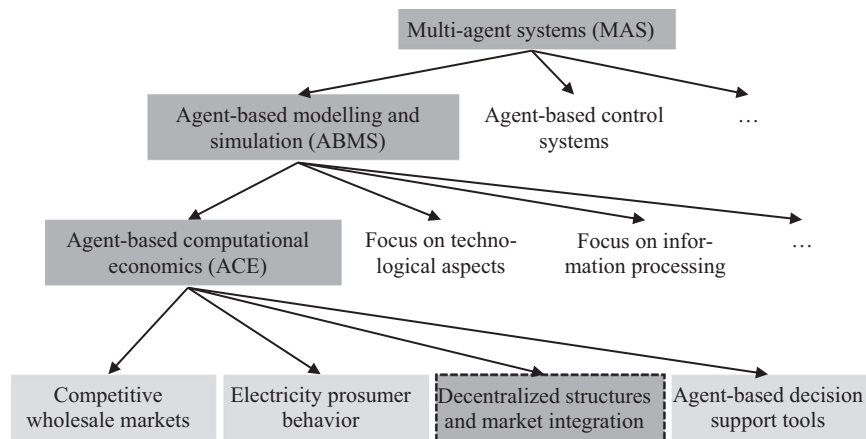 Multi-agent systems (MAS)
Agent-based modelling and
simulation (ABMS)
Agent-based control
systems
…
Agent-based computational
economics (ACE)
Focus on techno-
logical aspects
Focus on infor-
mation processing
…
Competitive
wholesale markets
Electricity prosumer
behavior
Decentralized structures
and market integration
Agent-based decision
support tools